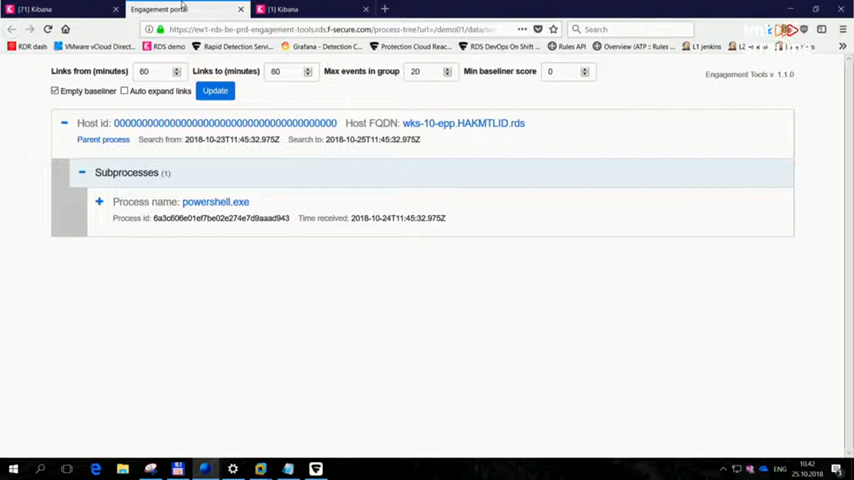 [71] Kibana
Engagement portal
[1] Kibana
https://ew1-rds-be-prd-engagement-tools.rds.f-secure.com/process-tree?url=/demo01/data/
Search
RDR dash
VMware vCloud Direct...
RDS demo
Rapid Detection Servic...
Grafana - Detection C...
Protection Cloud Reach...
RDS DevOps On Shift ...
Rules API
Overview (ATP :: Rules ...
L1 jenkins
Links from (minutes) 60 Links to (minutes) 60 Max events in group 20 Min baseliner score 0
Engagement Tools v. 1.1.0
Empty baseliner Auto expand links Update
Host id: 0000000000000000000000000000000000000000 Host FQDN: wks-10-epp.HAKMTLID.rds
Parent process Search from: 2018-10-23T11:45:32.975Z Search to: 2018-10-25T11:45:32.975Z
Subprocesses (1)
Process name: powershell.exe
Process id: 6a3c606e01ef7be02e274e7d9aaad943 Time received: 2018-10-24T11:45:32.975Z
ENG
10.42
25.10.2018